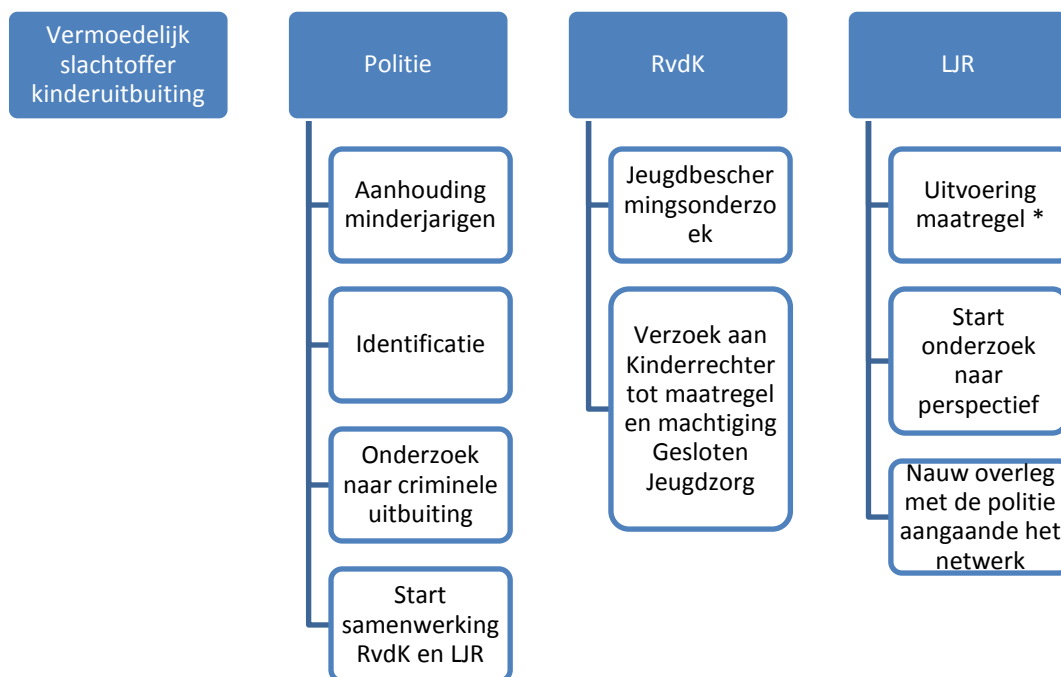 Vermoedelijk
slachtoffer
kinderuitbuiting
Politie
Aanhouding
minderjarigen
Identificatie
Onderzoek
naar criminele
uitbuiting
Start
samenwerking
RvdK en LJR
RvdK
Jeugdbescher
mingsonderzo
ek
Verzoek aan
Kinderrechter
tot maatregel
en machtiging
Gesloten
Jeugdzorg
LJR
Uitvoering
maatregel *
Start
onderzoek
naar
perspectief
Nauw overleg
met de politie
aangaande het
netwerk